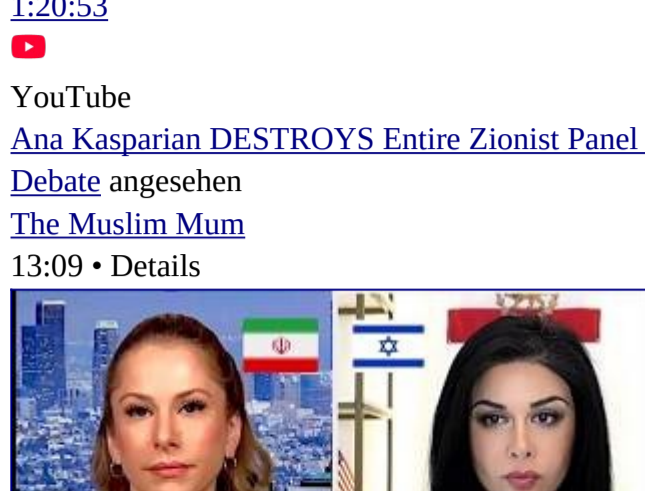 1:20:53
YouTube
Ana Kasparian DESTROYS Entire Zionist Panel
Debate angesehen
The Muslim Mum
13:09 • Details